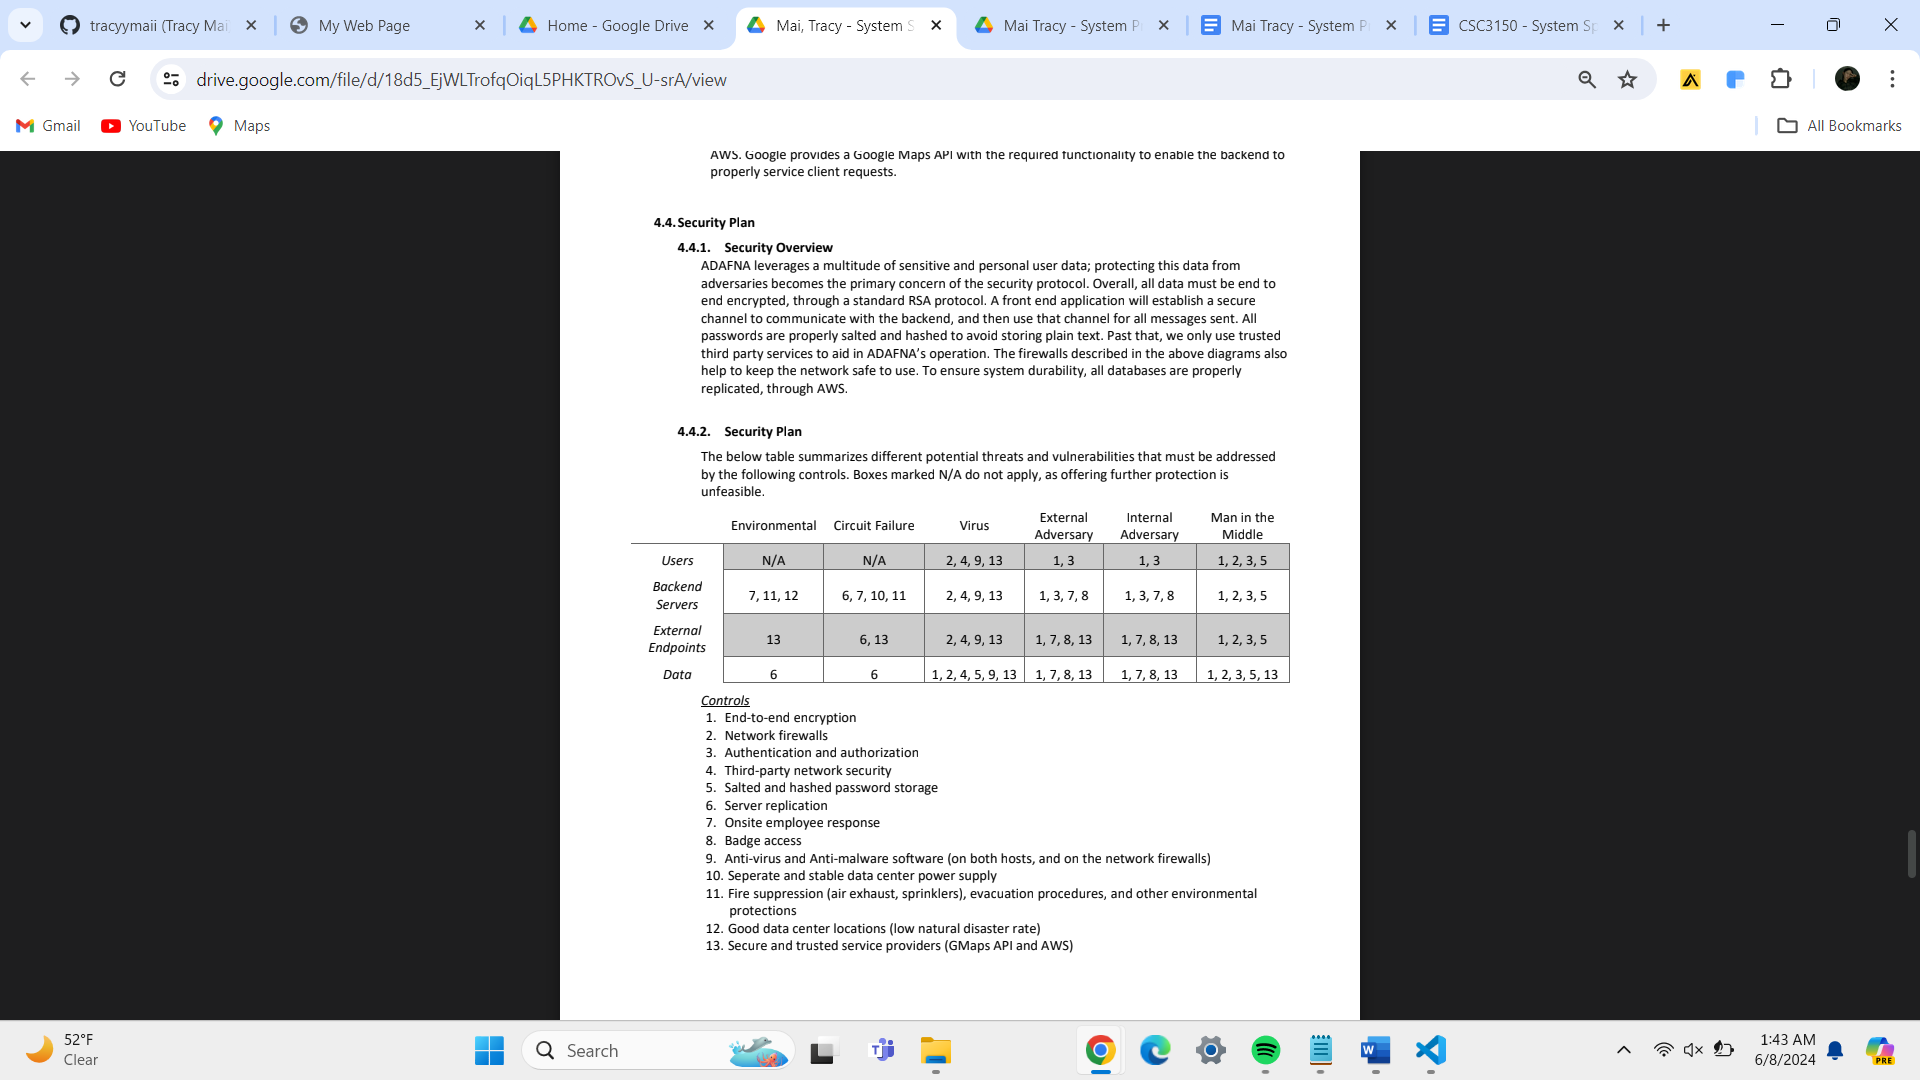 tracyymaii (Tracy Mai
My Web Page
Home - Google Drive
Mai, Tracy - System S
Mai Tracy - System P
Mai Tracy - System P
CSC3150 - System Sp
drive.google.com/file/d/18d5_EjWLTrofqOiqL5PHKTROvS_U-srA/view
Gmail
YouTube
Maps
All Bookmarks
AWS. Google provides a Google Maps API with the required functionality to enable the backend to
properly service client requests.
4.4. Security Plan
4.4.1. Security Overview
ADAFNA leverages a multitude of sensitive and personal user data; protecting this data from
adversaries becomes the primary concern of the security protocol. Overall, all data must be end to
end encrypted, through a standard RSA protocol. A front end application will establish a secure
channel to communicate with the backend, and then use that channel for all messages sent. All
passwords are properly salted and hashed to avoid storing plain text. Past that, we only use trusted
third party services to aid in ADAFNA's operation. The firewalls described in the above diagrams also
help to keep the network safe to use. To ensure system durability, all databases are properly
replicated, through AWS.
4.4.2. Security Plan
The below table summarizes different potential threats and vulnerabilities that must be addressed
by the following controls. Boxes marked N/A do not apply, as offering further protection is
unfeasible.
Environmental Circuit Failure Virus External Adversary Internal Adversary Man in the Middle
Users N/A N/A 2, 4, 9, 13 1, 3 1, 3 1, 2, 3, 5
Backend Servers 7, 11, 12 6, 7, 10, 11 2, 4, 9, 13 1, 3, 7, 8 1, 3, 7, 8 1, 2, 3, 5
External Endpoints 13 6, 13 2, 4, 9, 13 1, 7, 8, 13 1, 7, 8, 13 1, 2, 3, 5
Data 6 6 1, 2, 4, 5, 9, 13 1, 7, 8, 13 1, 7, 8, 13 1, 2, 3, 5, 13
Controls
1. End-to-end encryption
2. Network firewalls
3. Authentication and authorization
4. Third-party network security
5. Salted and hashed password storage
6. Server replication
7. Onsite employee response
8. Badge access
9. Anti-virus and Anti-malware software (on both hosts, and on the network firewalls)
10. Seperate and stable data center power supply
11. Fire suppression (air exhaust, sprinklers), evacuation procedures, and other environmental
protections
12. Good data center locations (low natural disaster rate)
13. Secure and trusted service providers (GMaps API and AWS)
52°F
Clear
Search
1:43 AM
6/8/2024
PRE